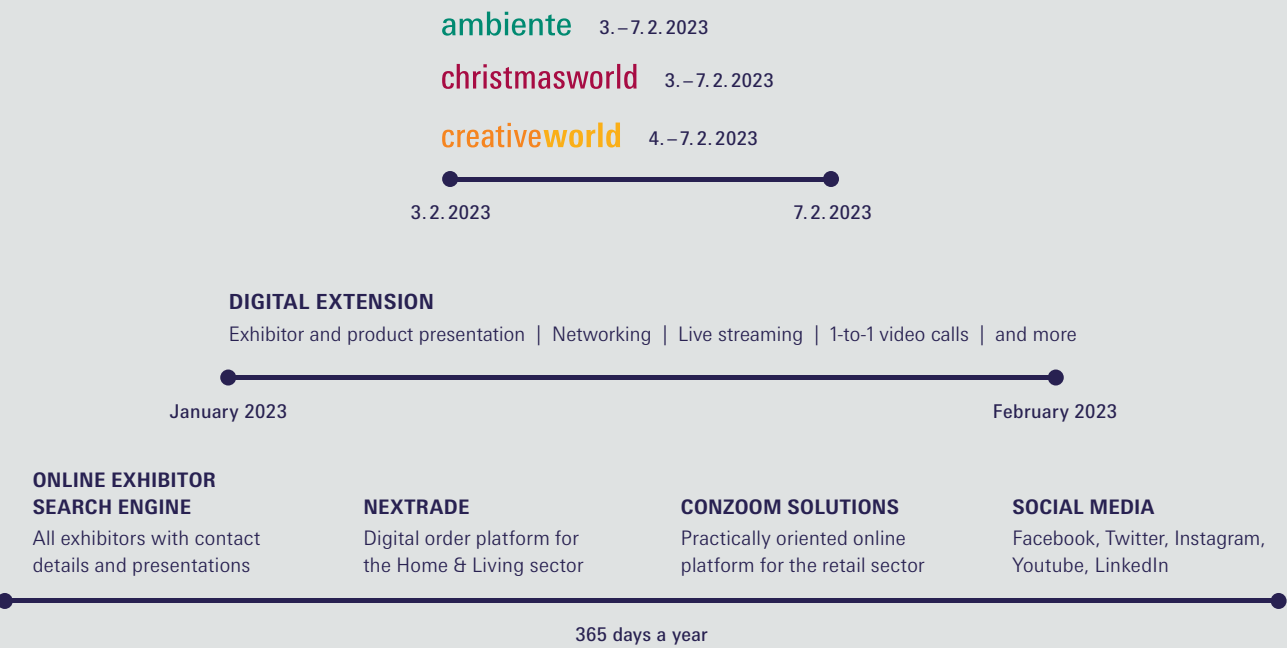 ambiente 3.–7.2.2023
christmasworld 3.–7.2.2023
creativeworld 4.–7.2.2023
3.2.2023 7.2.2023
DIGITAL EXTENSION
Exhibitor and product presentation | Networking | Live streaming | 1-to-1 video calls | and more
January 2023 February 2023
ONLINE EXHIBITOR
SEARCH ENGINE
All exhibitors with contact
details and presentations
NEXTRADE
Digital order platform for
the Home & Living sector
CONZOOM SOLUTIONS
Practically oriented online
platform for the retail sector
SOCIAL MEDIA
Facebook, Twitter, Instagram,
Youtube, LinkedIn
365 days a year